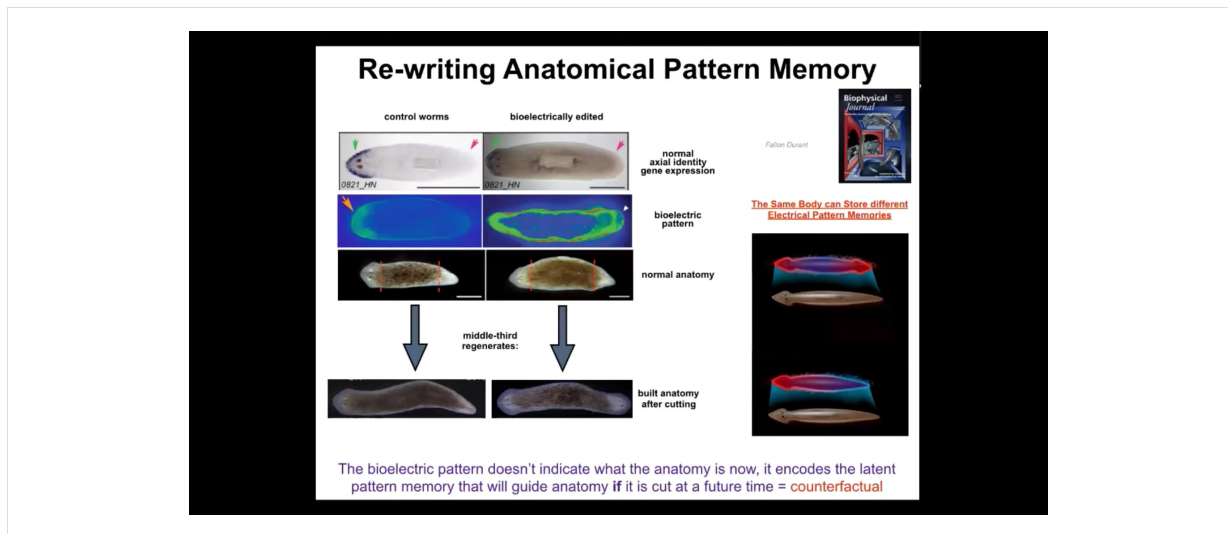 Re-writing Anatomical Pattern Memory
control worms
bioelectrically edited
Biophysical
Journal
Fallon Durant
0821_HN
0821_HN
normal
axial identity
gene expression
bioelectric
pattern
The Same Body can Store different
Electrical Pattern Memories
normal anatomy
middle-third
regenerates:
built anatomy
after cutting
The bioelectric pattern doesn't indicate what the anatomy is now, it encodes the latent
pattern memory that will guide anatomy if it is cut at a future time = counterfactual